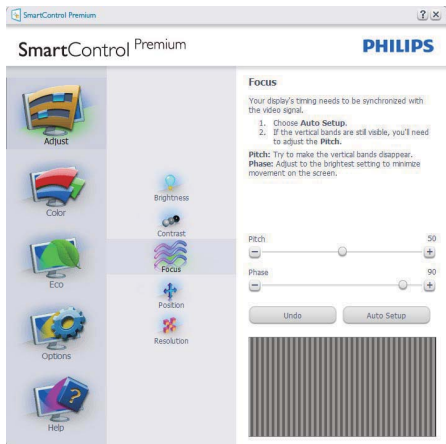 SmartControl Premium
SmartControl Premium
PHILIPS
Adjust
Color
Eco
Options
Help
Brightness
Contrast
Focus
Position
Resolution
Focus
Your display's timing needs to be synchronized with
the video signal.
1. Choose Auto Setup.
2. If the vertical bands are still visible, you'll need
to adjust the Pitch.
Pitch: Try to make the vertical bands disappear.
Phase: Adjust to the brightest setting to minimize
movement on the screen.
Pitch 50
Phase 90
Undo Auto Setup